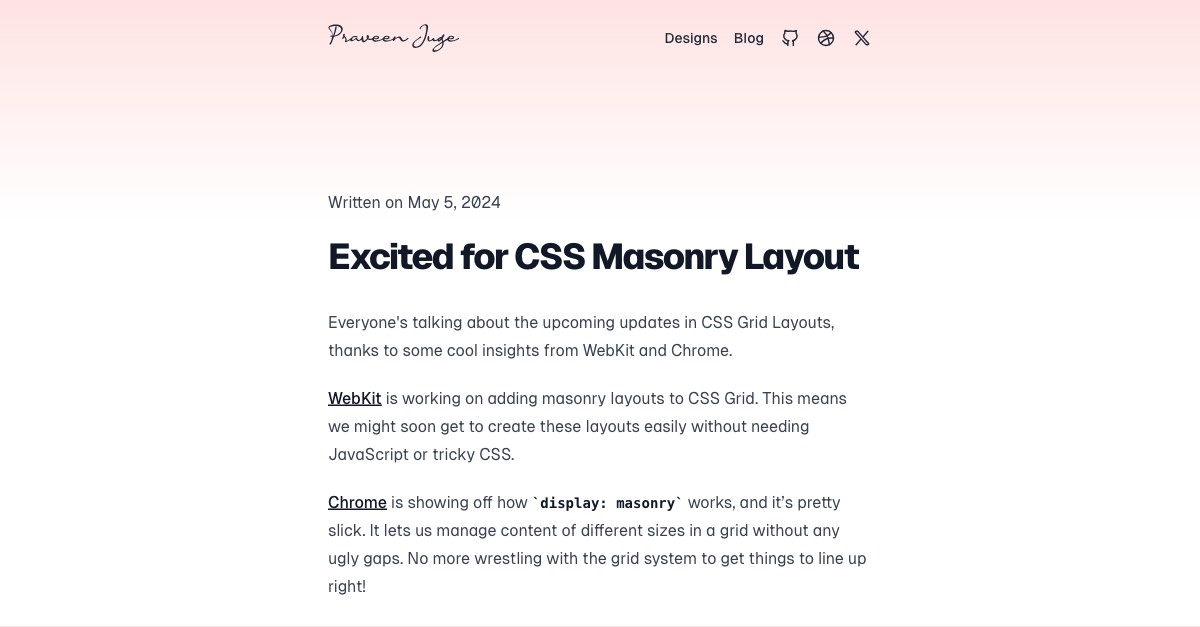 Praveen Juge
Designs Blog
Written on May 5, 2024
Excited for CSS Masonry Layout
Everyone's talking about the upcoming updates in CSS Grid Layouts,
thanks to some cool insights from WebKit and Chrome.
WebKit is working on adding masonry layouts to CSS Grid. This means
we might soon get to create these layouts easily without needing
JavaScript or tricky CSS.
Chrome is showing off how `display: masonry` works, and it’s pretty
slick. It lets us manage content of different sizes in a grid without any
ugly gaps. No more wrestling with the grid system to get things to line up
right!